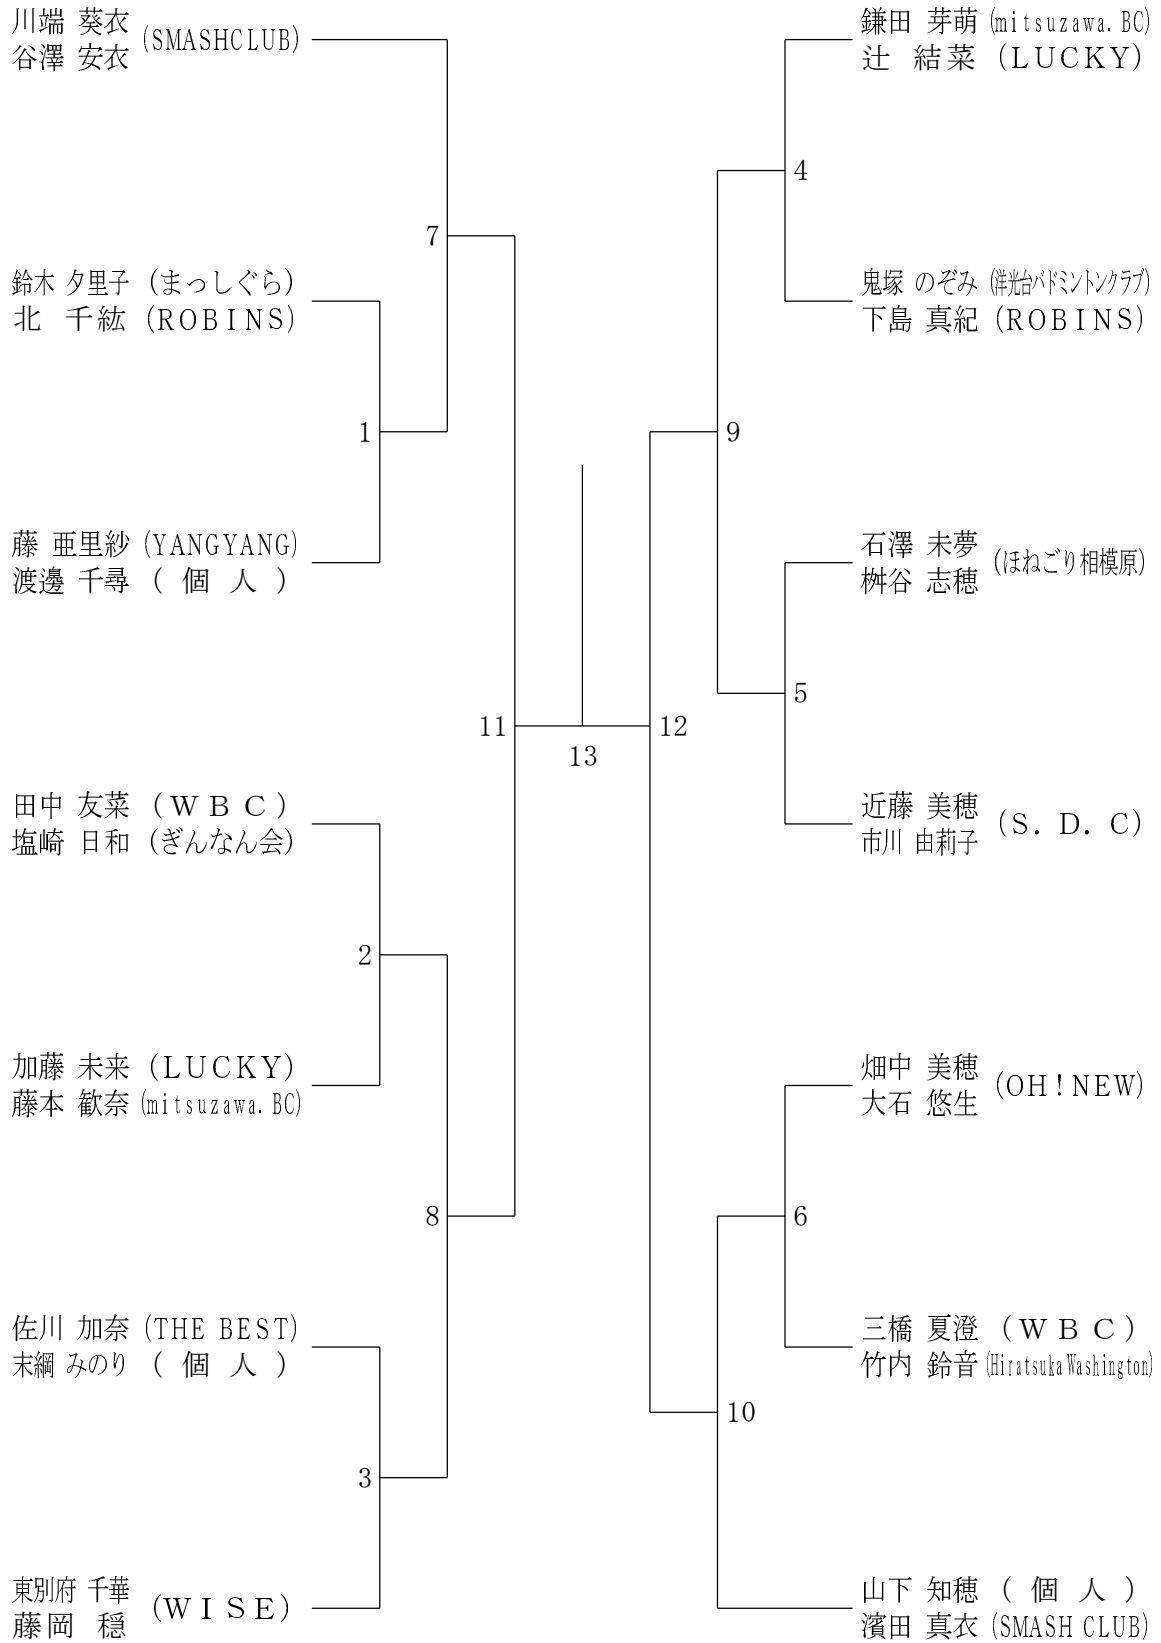 川端 葵衣 (SMASHCLUB)
谷澤 安衣
7
鈴木 夕里子 (まっしぐら)
北 千紘 (ROBINS)
1
藤 亜里紗 (YANGYANG)
渡邊 千尋 (個人)
11
田中 友菜 (WBC)
塩崎 日和 (ぎんなん会)
2
加藤 未来 (LUCKY)
藤本 歓奈 (mitsuzawa.BC)
8
佐川 加奈 (THE BEST)
末綱 みのり (個人)
3
東別府 千華 (WISE)
藤岡 穏
13
鎌田 芽萌 (mitsuzawa.BC)
辻 結菜 (LUCKY)
4
鬼塚 のぞみ (洋光台バドミントンクラブ)
下島 真紀 (ROBINS)
9
石澤 未夢 (ほねごり相模原)
桝谷 志穂
5
12
近藤 美穂 (S.D.C)
市川 由莉子
畑中 美穂 (OH!NEW)
大石 悠生
6
三橋 夏澄 (WBC)
竹内 鈴音 (Hiratsuka Washington)
10
山下 知穂 (個人)
濱田 真衣 (SMASH CLUB)